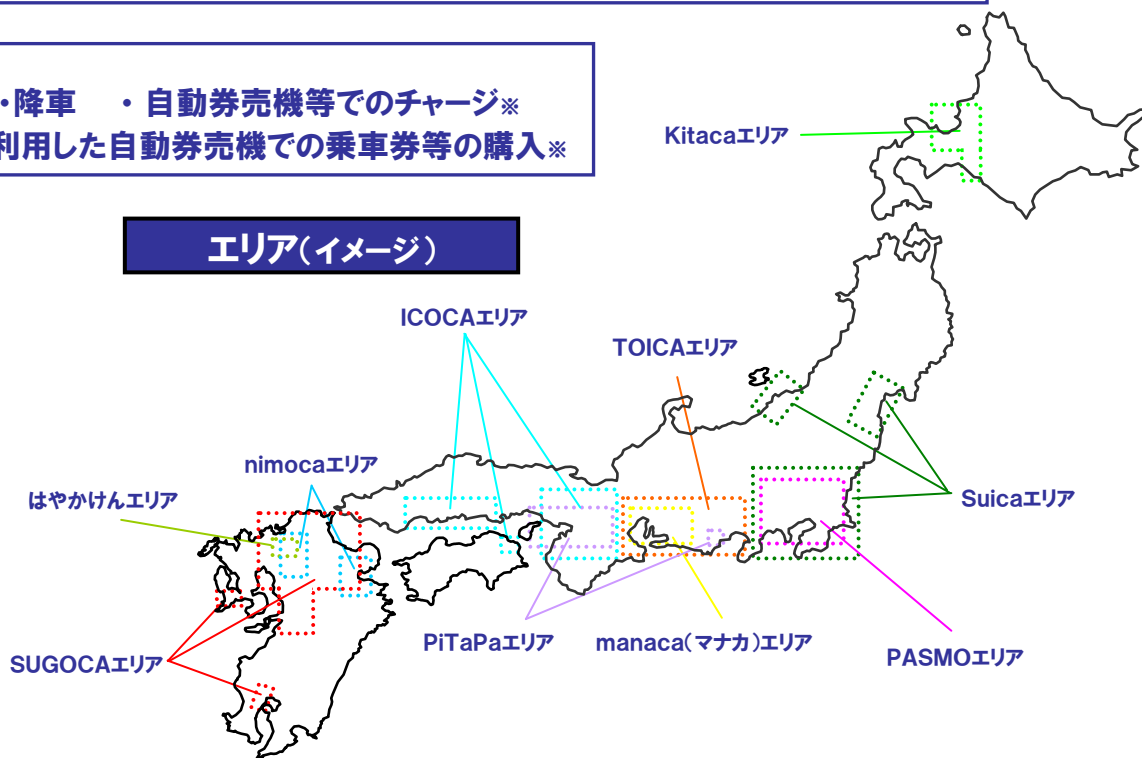 ・降車　・自動券売機等でのチャージ※
利用した自動券売機での乗車券等の購入※
エリア（イメージ）
Kitacaエリア
ICOCAエリア
TOICAエリア
nimocaエリア
はやかけんエリア
Suicaエリア
PiTaPaエリア
manaca（マナカ）エリア
PASMOエリア
SUGOCAエリア